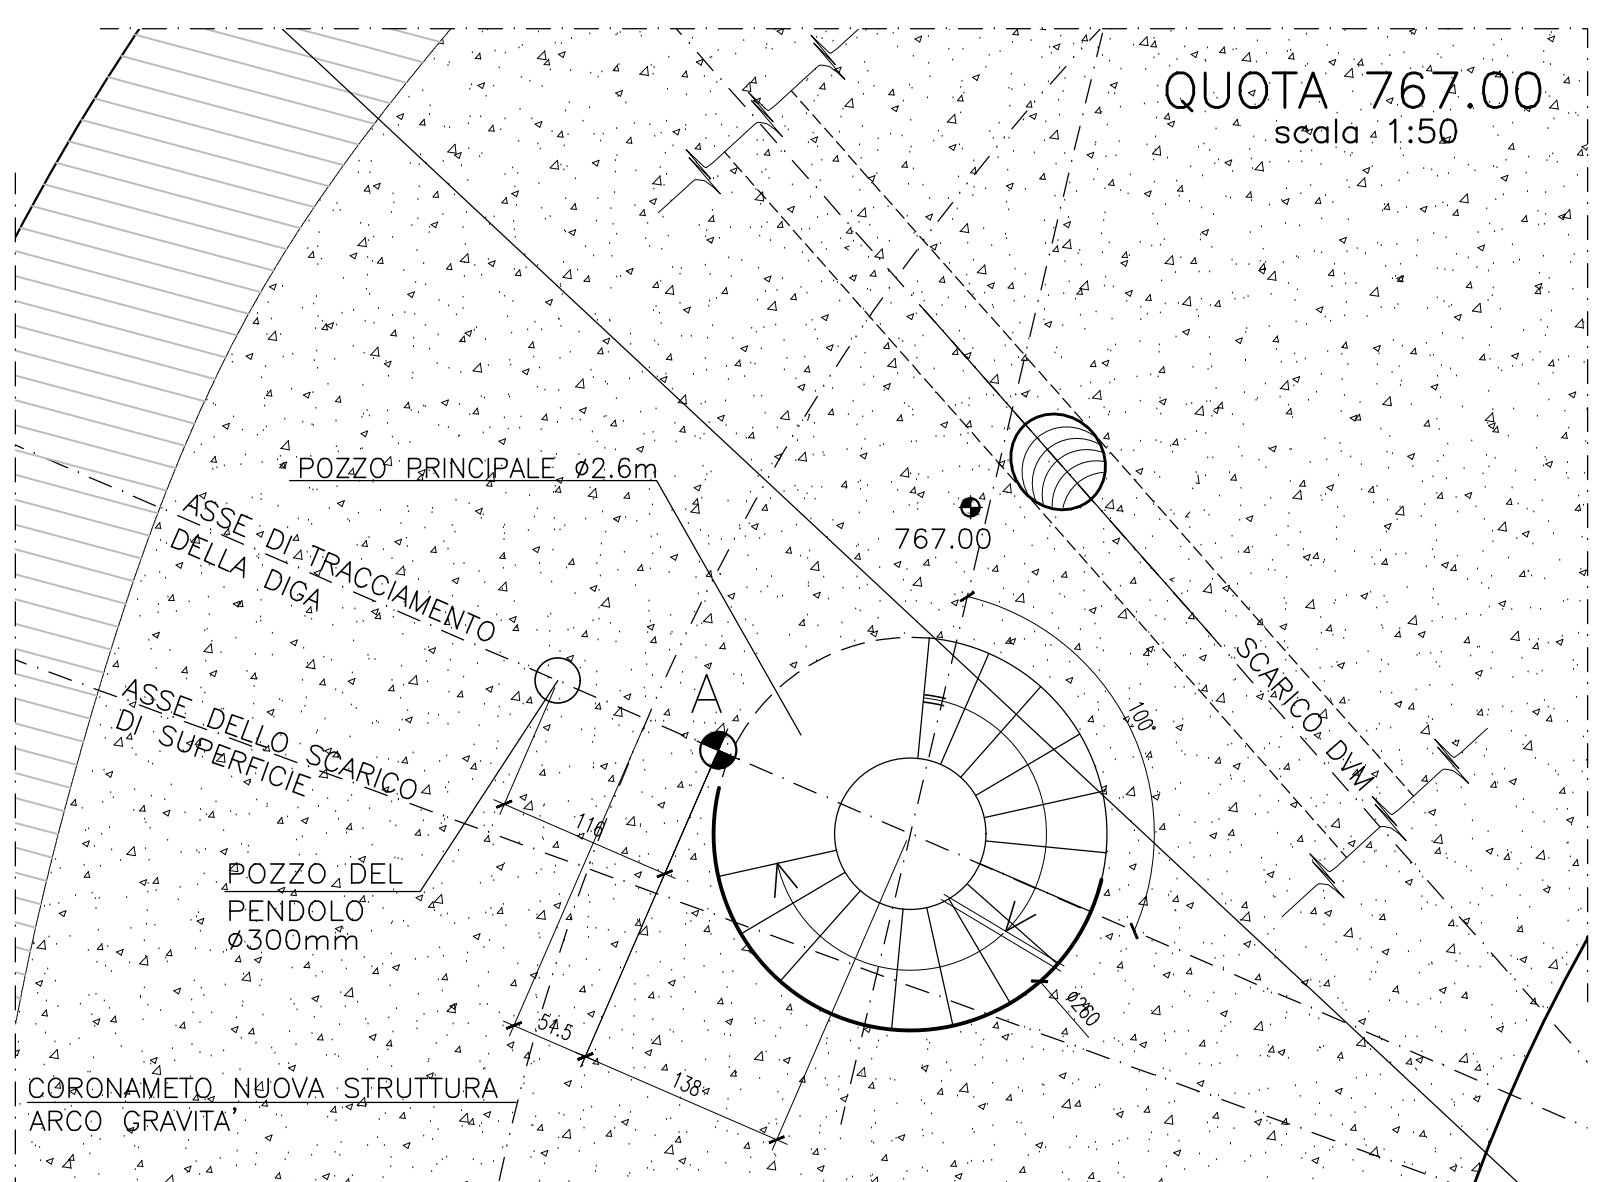 QUOTA 767.00
scala 1:50
POZZO PRINCIPALE ø2.6m
ASSE DI TRACCIAMENTO
DELLA DIGA
767.00
A
100°
SCARICO DVM
ASSE DELLO SCARICO
DI SUPERFICIE
116
POZZO DEL
PENDOLO
ø300mm
ø260
54.5
138
CORONAMETO NUOVA STRUTTURA
ARCO GRAVITA'